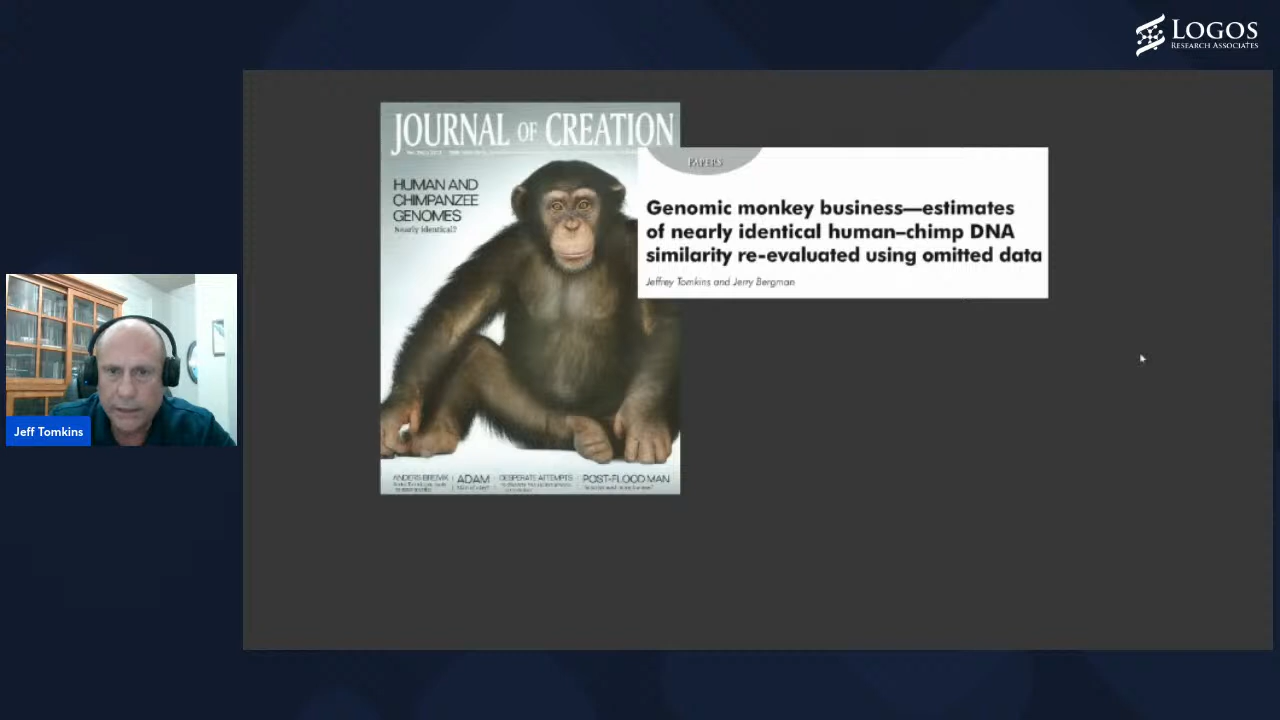 LOGOS
RESEARCH ASSOCIATES
JOURNAL OF CREATION
HUMAN AND
CHIMPANZEE
GENOMES
Nearly identical?
PAPERS
Genomic monkey business—estimates
of nearly identical human–chimp DNA
similarity re-evaluated using omitted data
Jeffrey Tomkins and Jerry Bergman
Jeff Tomkins
ANDERS BREIVIK
ADAM
DESPERATE ATTEMPTS
POST-FLOOD MAN